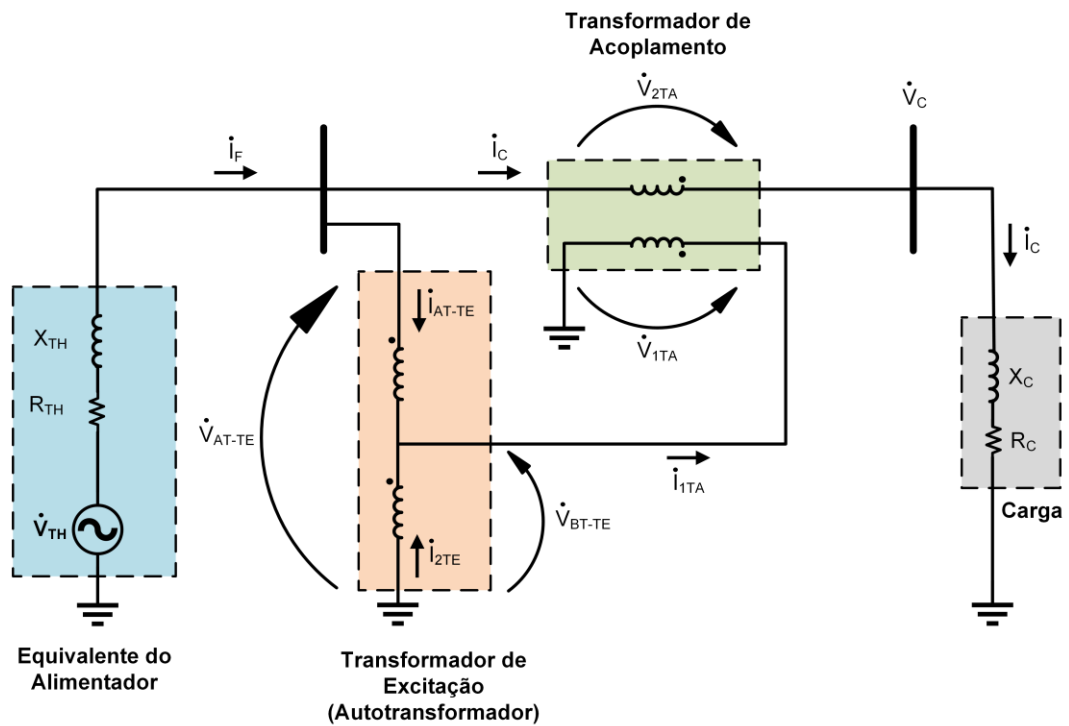 Transformador de
Acoplamento
V̇2TA
V̇C
İF
İC
İAT-TE
V̇1TA
İC
XTH
RTH
V̇AT-TE
V̇TH
XC
RC
İ1TA
V̇BT-TE
Carga
İ2TE
Equivalente do
Alimentador
Transformador de
Excitação
(Autotransformador)